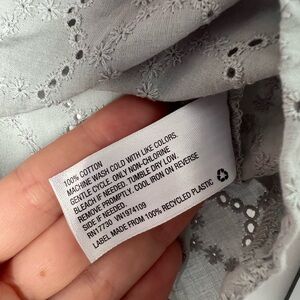 100% COTTON
MACHINE WASH COLD WITH LIKE COLORS.
GENTLE CYCLE. ONLY NON-CHLORINE
BLEACH IF NEEDED. TUMBLE DRY LOW.
REMOVE PROMPTLY. COOL IRON ON REVERSE
SIDE IF NEEDED.
RN17730 VN1974109
LABEL MADE FROM 100% RECYCLED PLASTIC